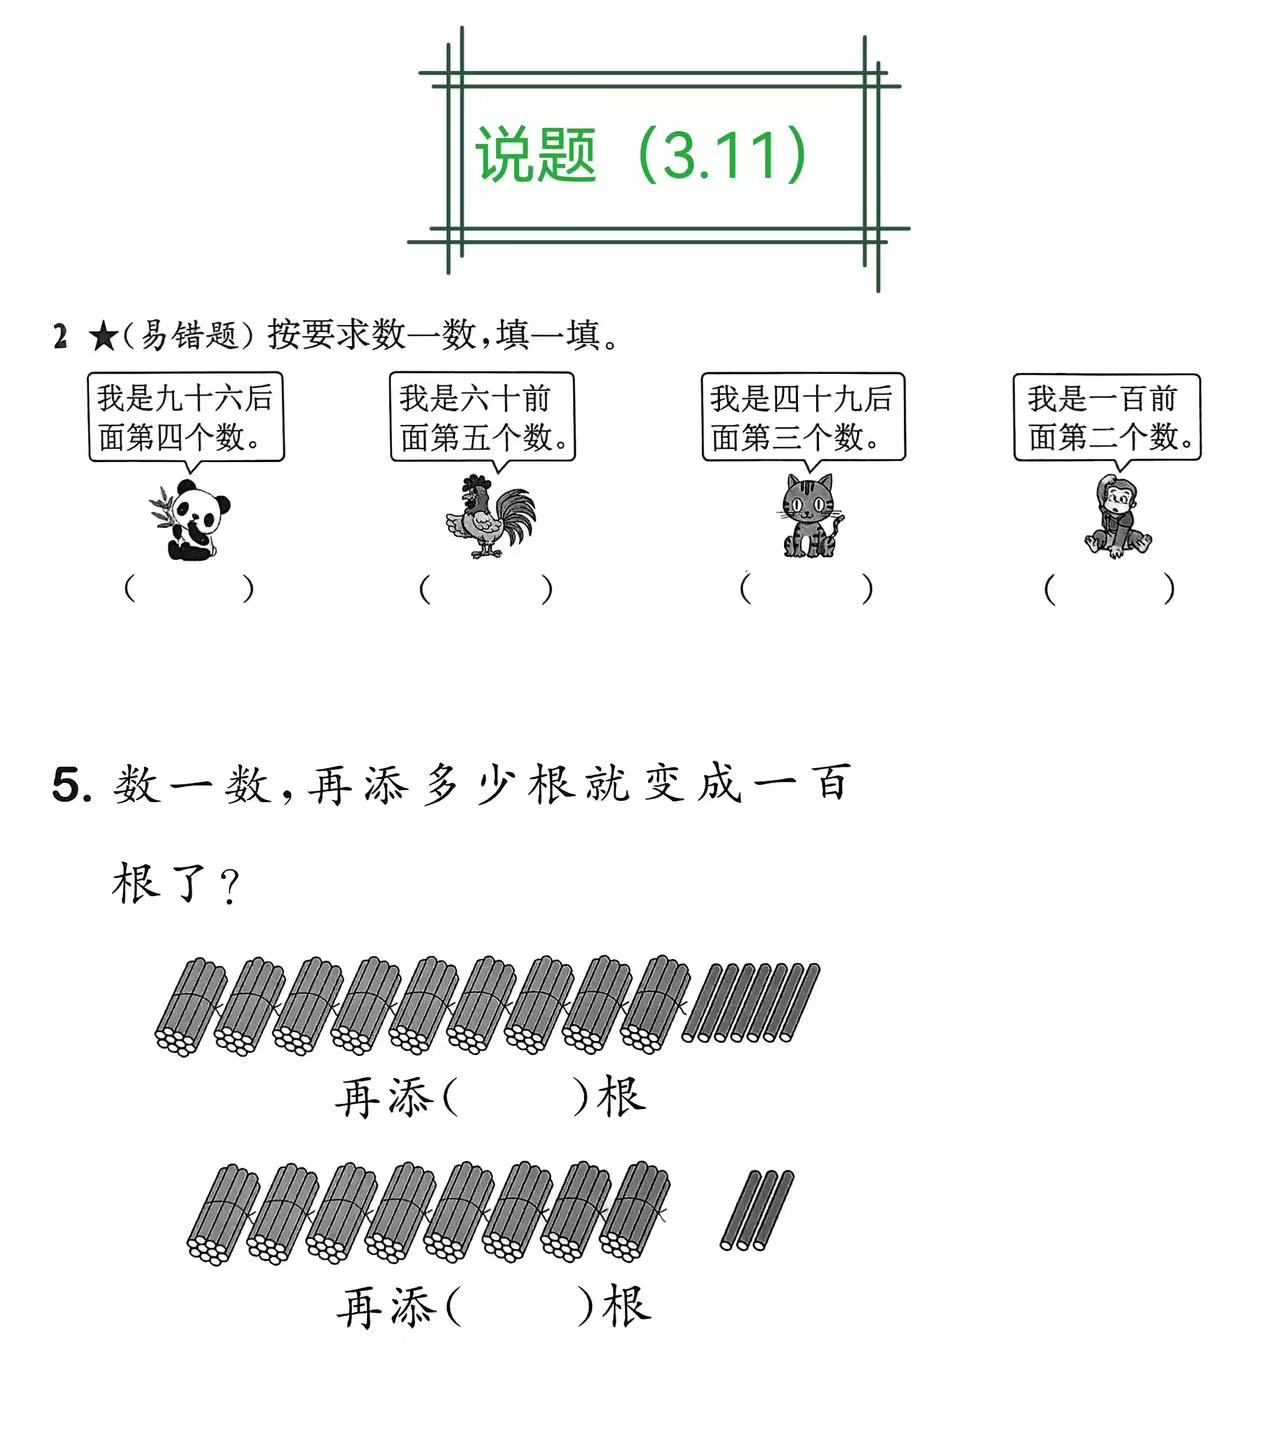 说题（3.11）
2 ★（易错题）按要求数一数，填一填。
我是九十六后
面第四个数。
我是六十前
面第五个数。
我是四十九后
面第三个数。
我是一百前
面第二个数。
（　　）　（　　）　（　　）　（　　）
5. 数一数，再添多少根就变成一百
根了？
再添（　　）根
再添（　　）根